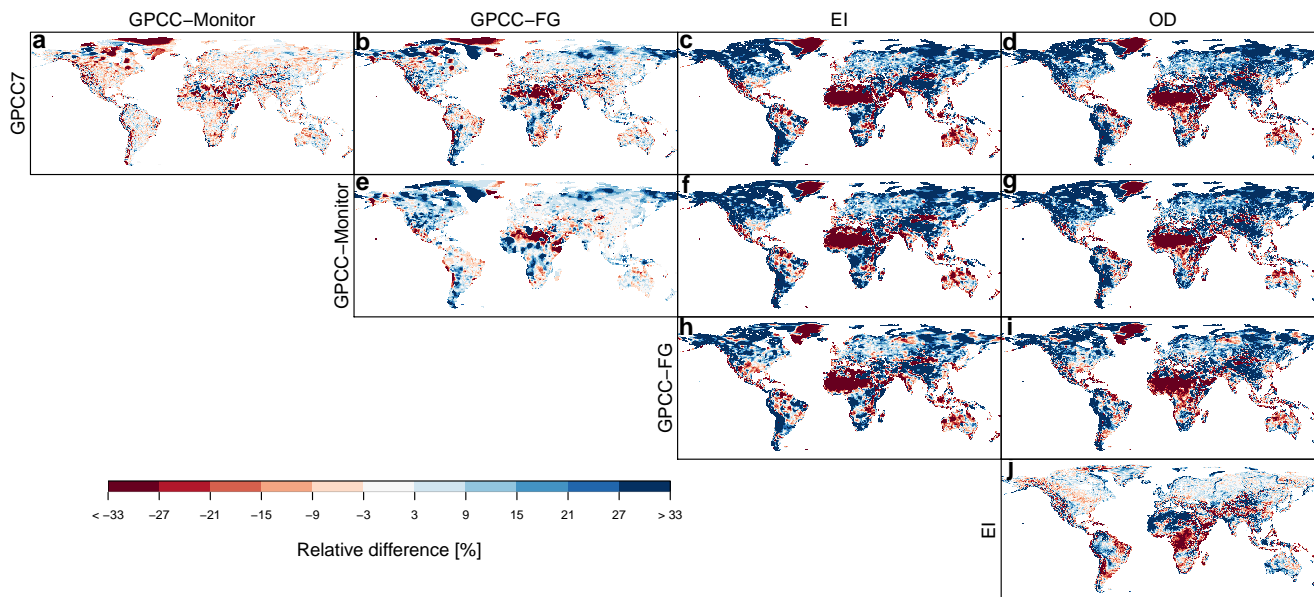 GPCC−Monitor GPCC−FG EI OD
GPCC7
a b c d
GPCC−Monitor
e f g
GPCC−FG
h i
EI
j
< −33 −27 −21 −15 −9 −3 3 9 15 21 27 > 33
Relative difference [%]